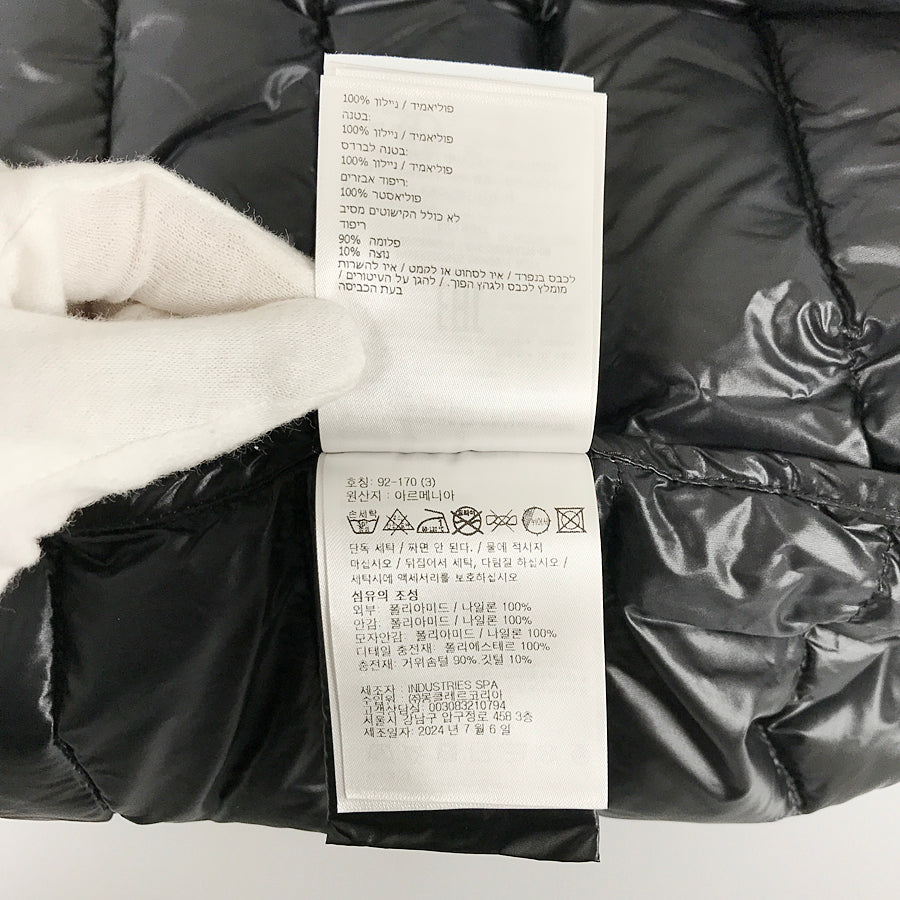 פוליאמיד / ניילון 100%
בטנה:
פוליאמיד / ניילון 100%
בטנה לברדס:
פוליאמיד / ניילון 100%
ריפוד אבזרים:
פוליאסטר 100%
לא כולל הקישוטים מסיב
ריפוד
פלומה 90%
נוצה 10%
לכבס בנפרד / אין לסחוט או לקמט / אין להשרות
מומלץ לכבס ולגהץ הפוך. / להגן על העיטורים /
בעת הכביסה
호칭: 92-170 (3)
원산지 : 아르메니아
손세탁
단독 세탁 / 짜면 안 된다. / 물에 적시지
마십시오 / 뒤집어서 세탁, 다림질 하십시오 /
세탁시에 액세서리를 보호하십시오
섬유의 조성
외부: 폴리아미드 / 나일론 100%
안감: 폴리아미드 / 나일론 100%
모자안감: 폴리아미드 / 나일론 100%
디테일 충전재: 폴리에스테르 100%
충전재: 거위솜털 90%.깃털 10%
제조자 : INDUSTRIES SPA
수입원 : ㈜몽클레르코리아
고객상담실: 003083210794
서울시 강남구 압구정로 458 3층
제조일자: 2024 년 7 월 6 일